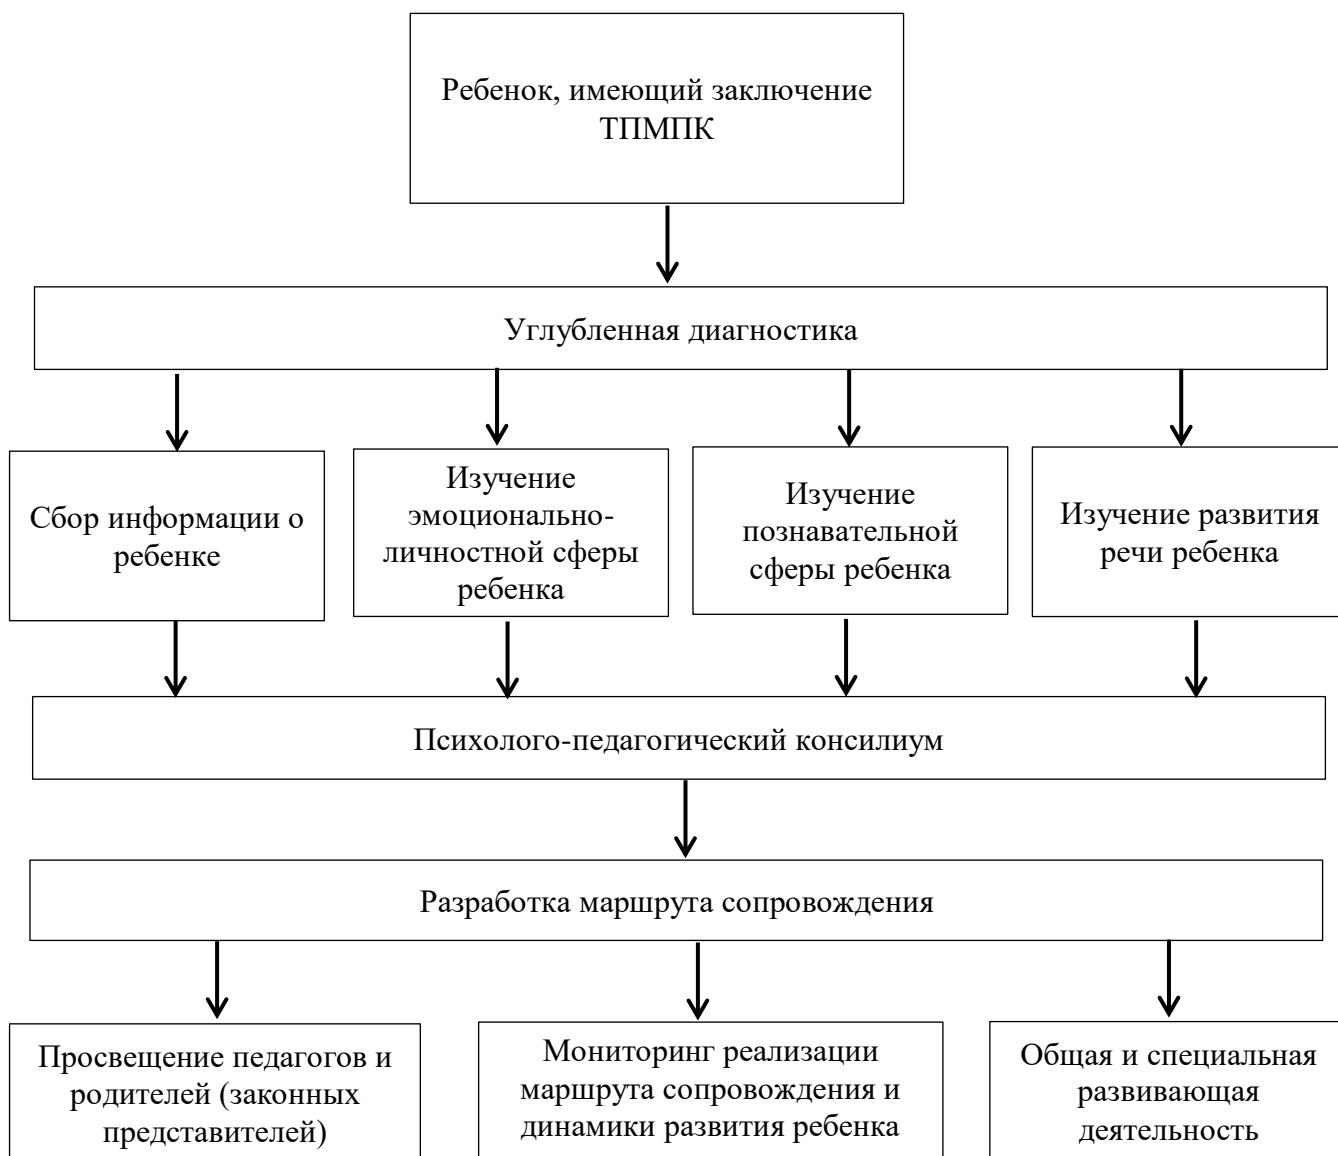 Ребенок, имеющий заключение
ТПМПК
Углубленная диагностика
Сбор информации о
ребенке
Изучение
эмоционально-
личностной сферы
ребенка
Изучение
познавательной
сферы ребенка
Изучение развития
речи ребенка
Психолого-педагогический консилиум
Разработка маршрута сопровождения
Просвещение педагогов и
родителей (законных
представителей)
Мониторинг реализации
маршрута сопровождения и
динамики развития ребенка
Общая и специальная
развивающая
деятельность